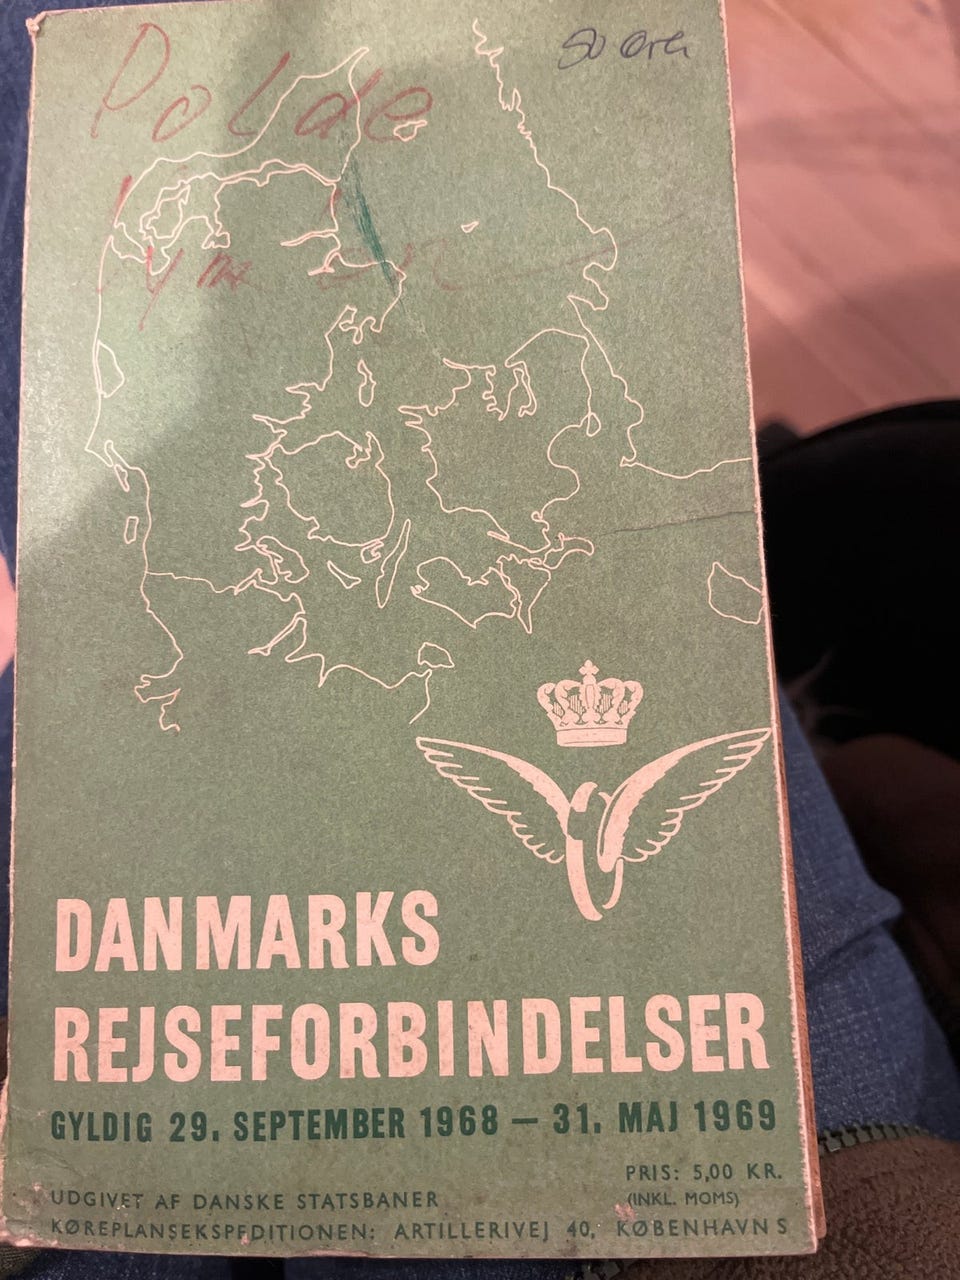 50 øre
Polde
DANMARKS
REJSEFORBINDELSER
GYLDIG 29. SEPTEMBER 1968 — 31. MAJ 1969
PRIS: 5,00 KR.
(INKL. MOMS)
UDGIVET AF DANSKE STATSBANER
KØREPLANSEKSPEDITIONEN: ARTILLERIVEJ 40, KØBENHAVN S